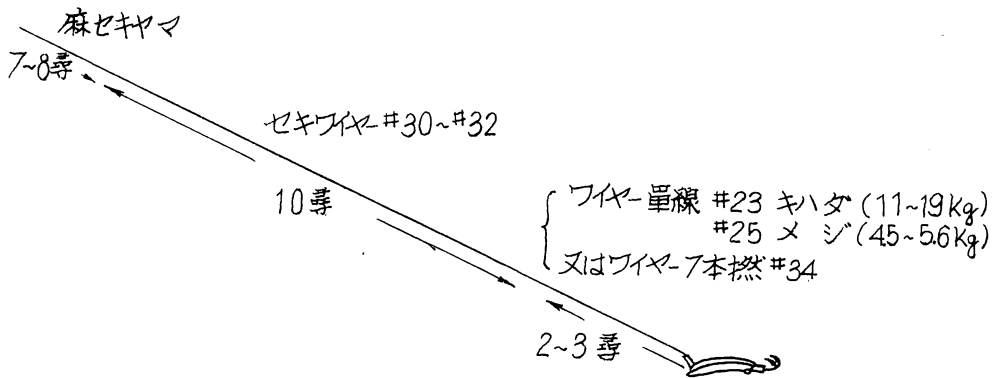 麻セキヤマ
7~8尋
セキワイヤー#30~#32
10尋
ワイヤー単線 #23 キハダ(11~19kg)
#25 メジ(4.5~5.6kg)
又はワイヤー7本撚#34
2~3尋